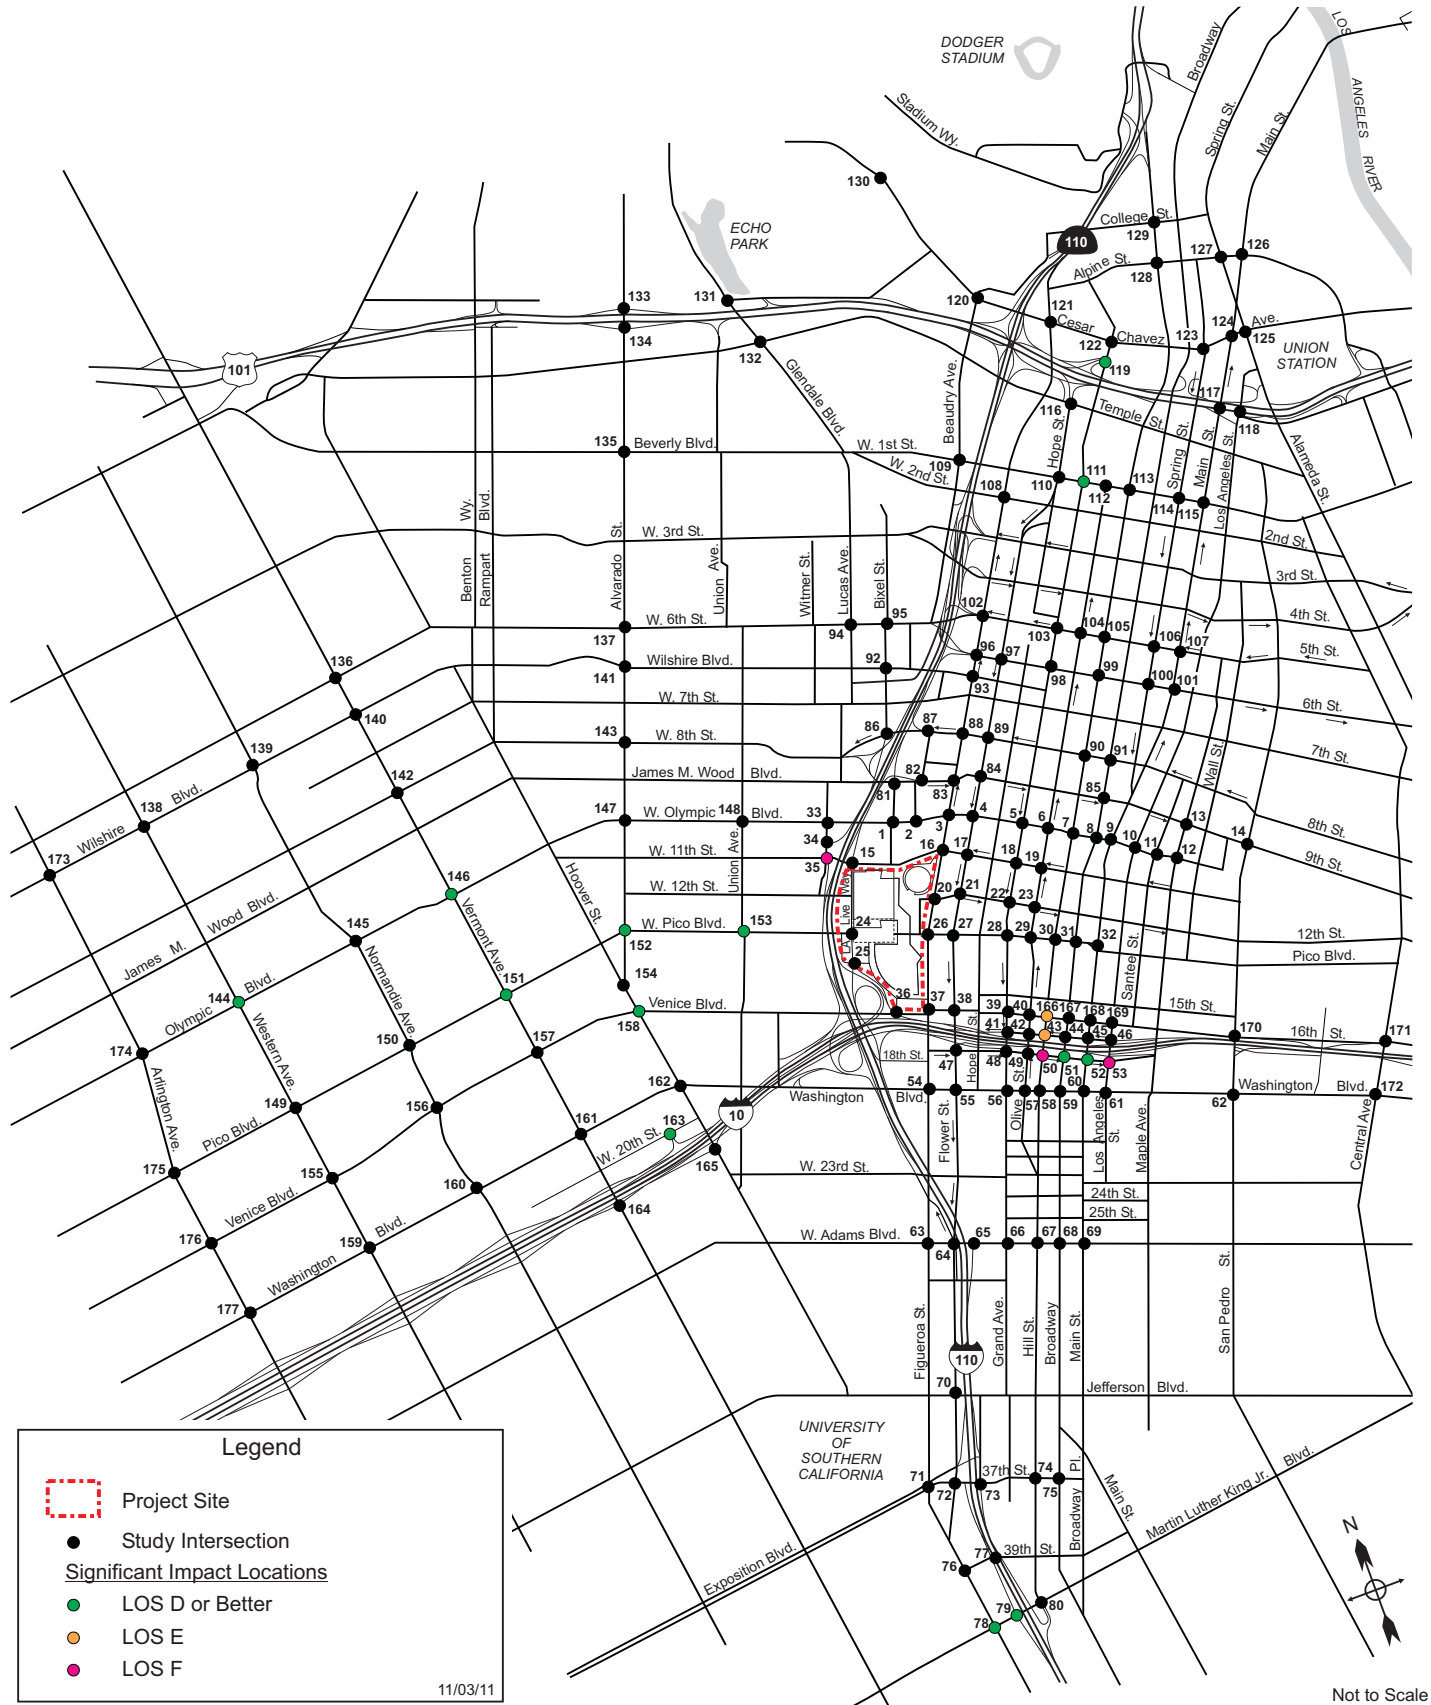 DODGER
STADIUM
Stadium Wy.
Broadway
Spring St.
Main St.
LOS
ANGELES
RIVER
130
ECHO
PARK
College St.
129
110
Alpine St.
128
127
126
133
131
120
121
Cesar
Chavez
Ave.
122
123
124
125
134
132
119
UNION
STATION
101
Glendale Blvd.
Beaudry Ave.
116
Temple St.
117
118
135
Beverly Blvd.
W. 1st St.
W. 2nd St.
109
Hope St.
110
111
112
113
Spring St.
Main St.
Los Angeles St.
Alameda St.
108
114
115
Benton Wy.
Rampart Blvd.
Alvarado St.
W. 3rd St.
Union Ave.
Witmer St.
Lucas Ave.
Bixel St.
2nd St.
3rd St.
4th St.
5th St.
6th St.
7th St.
8th St.
9th St.
102
103
104
105
106
107
95
94
W. 6th St.
137
136
Wilshire Blvd.
141
92
96
97
98
99
100
101
93
W. 7th St.
140
143
W. 8th St.
86
87
88
89
90
91
139
142
James M. Wood Blvd.
82
81
83
84
85
Wall St.
138
Wilshire Blvd.
147
W. Olympic Blvd.
148
33
1
2
3
4
5
6
7
8
9
10
11
12
13
14
34
35
W. 11th St.
15
16
17
18
19
173
Hoover St.
Union Ave.
W. 12th St.
LA Live Way
20
21
22
23
146
James M. Wood Blvd.
Vermont Ave.
145
W. Pico Blvd.
152
153
24
25
26
27
28
29
30
31
32
12th St.
Pico Blvd.
Santee St.
Normandie Ave.
151
154
144
Olympic Blvd.
Western Ave.
Venice Blvd.
158
36
37
38
39
40
166
167
168
169
15th St.
41
42
43
44
45
46
170
16th St.
171
174
150
157
18th St.
47
Hope St.
48
49
50
51
52
53
Arlington Ave.
162
Washington Blvd.
54
55
56
57
58
59
60
61
62
Washington Blvd.
172
149
Pico Blvd.
156
161
163
W. 20th St.
10
Flower St.
Olive St.
Los Angeles St.
Maple Ave.
Central Ave.
165
W. 23rd St.
175
155
Venice Blvd.
160
164
24th St.
25th St.
176
159
Washington Blvd.
W. Adams Blvd.
63
64
65
66
67
68
69
177
Figueroa St.
Grand Ave.
Hill St.
Broadway
Main St.
San Pedro St.
110
70
Jefferson Blvd.
UNIVERSITY
OF
SOUTHERN
CALIFORNIA
71
72
73
37th St.
74
75
Broadway Pl.
Main St.
Martin Luther King Jr. Blvd.
Exposition Blvd.
76
77
39th St.
78
79
80
N
Legend
Project Site
Study Intersection
Significant Impact Locations
LOS D or Better
LOS E
LOS F
11/03/11
Not to Scale